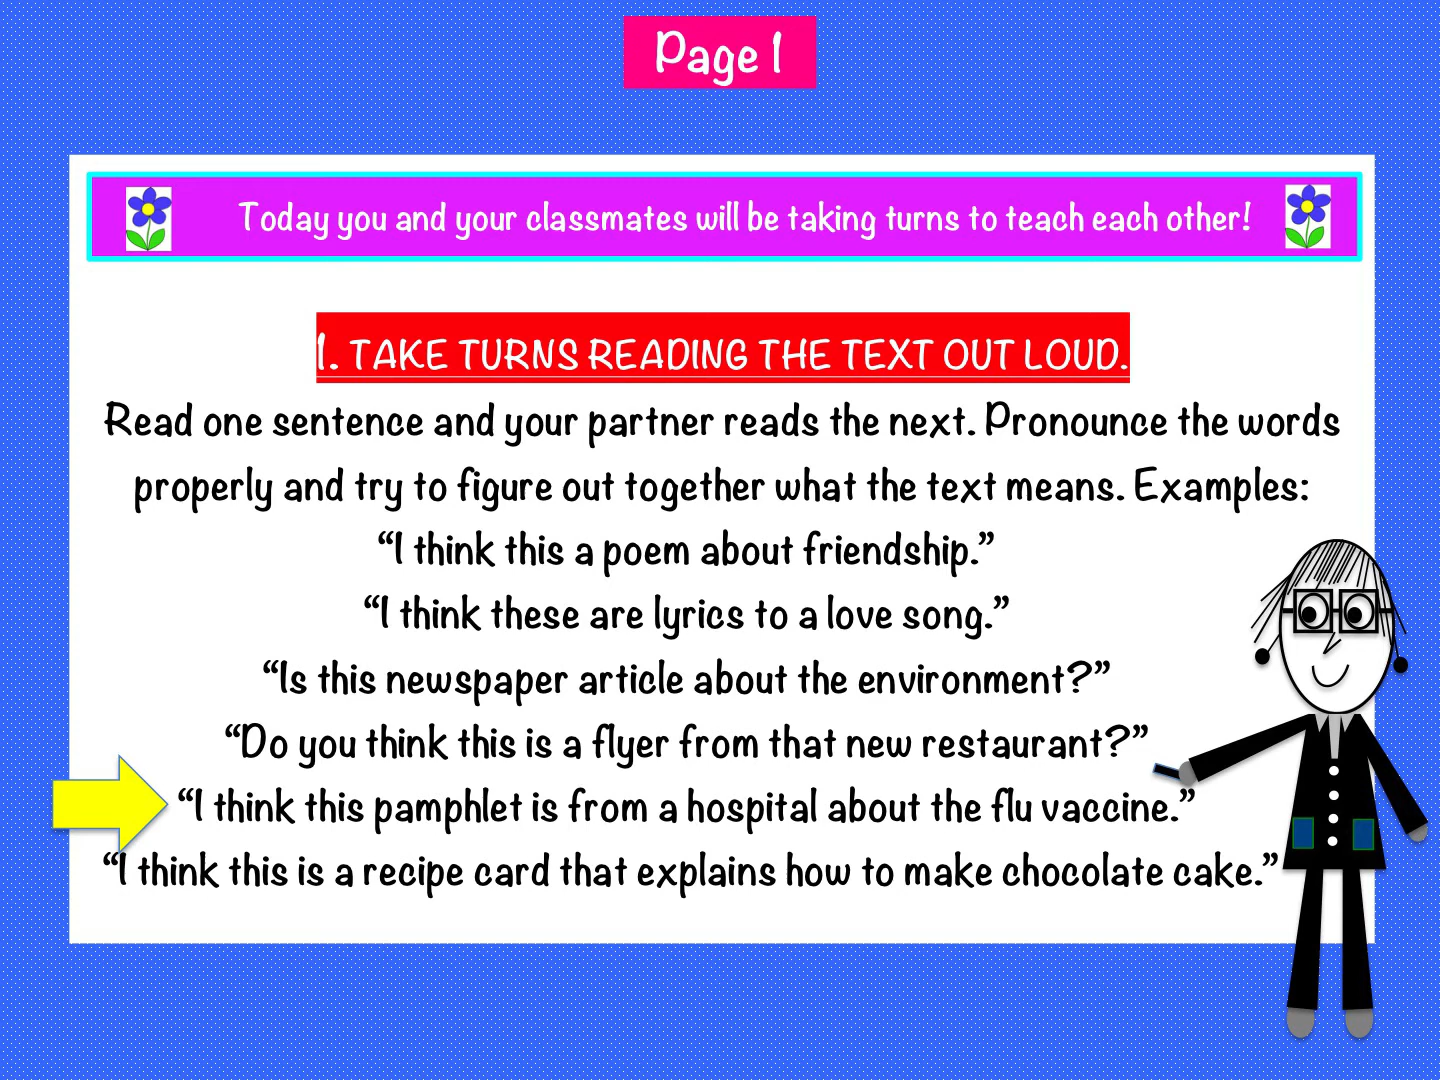 Page 1
Today you and your classmates will be taking turns to teach each other!
1. TAKE TURNS READING THE TEXT OUT LOUD.
Read one sentence and your partner reads the next. Pronounce the words
properly and try to figure out together what the text means. Examples:
“I think this a poem about friendship.”
“I think these are lyrics to a love song.”
“Is this newspaper article about the environment?”
“Do you think this is a flyer from that new restaurant?”
“I think this pamphlet is from a hospital about the flu vaccine.”
“I think this is a recipe card that explains how to make chocolate cake.”